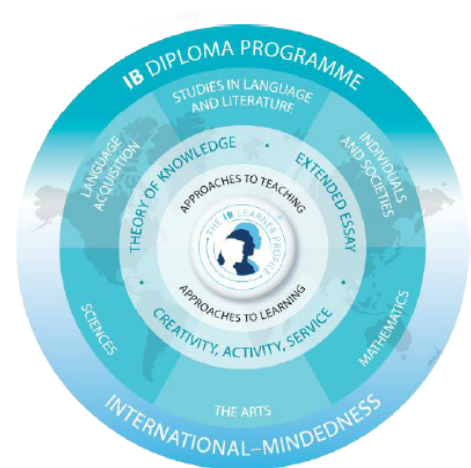 IB DIPLOMA PROGRAMME
STUDIES IN LANGUAGE
AND LITERATURE
LANGUAGE
ACQUISITION
INDIVIDUALS
AND SOCIETIES
THEORY OF KNOWLEDGE
EXTENDED ESSAY
APPROACHES TO TEACHING
THE IB LEARNER PROFILE
APPROACHES TO LEARNING
CREATIVITY, ACTIVITY, SERVICE
SCIENCES
MATHEMATICS
THE ARTS
INTERNATIONAL–MINDEDNESS